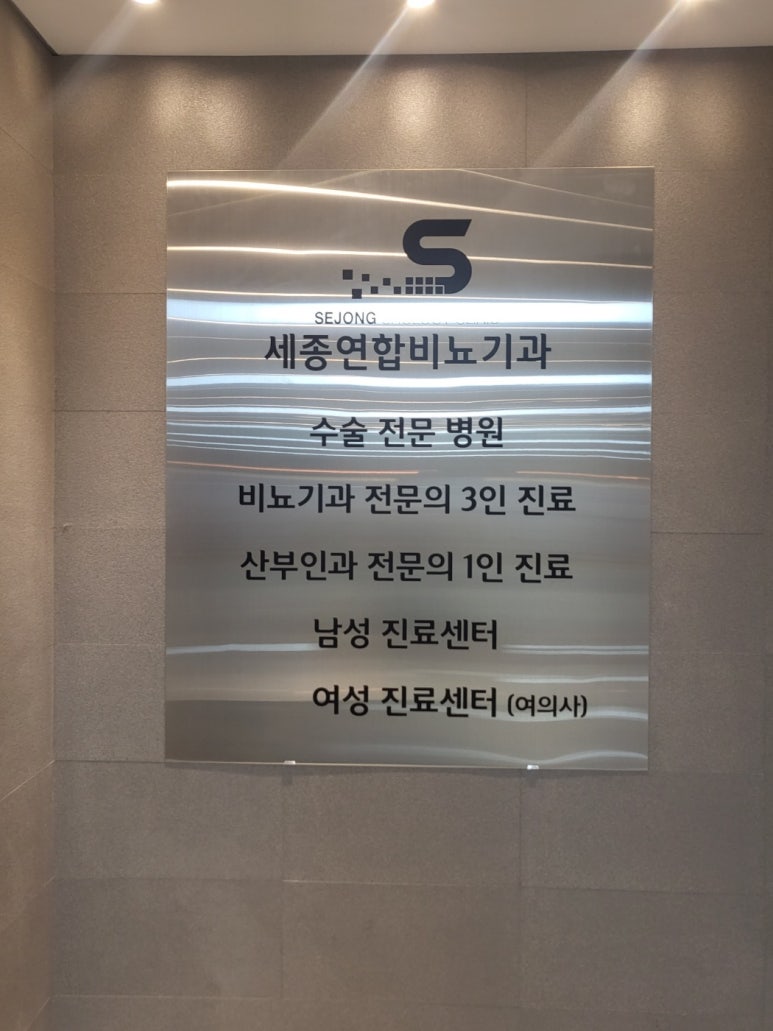 S
SEJONG
세종연합비뇨기과
수술 전문 병원
비뇨기과 전문의 3인 진료
산부인과 전문의 1인 진료
남성 진료센터
여성 진료센터 (여의사)